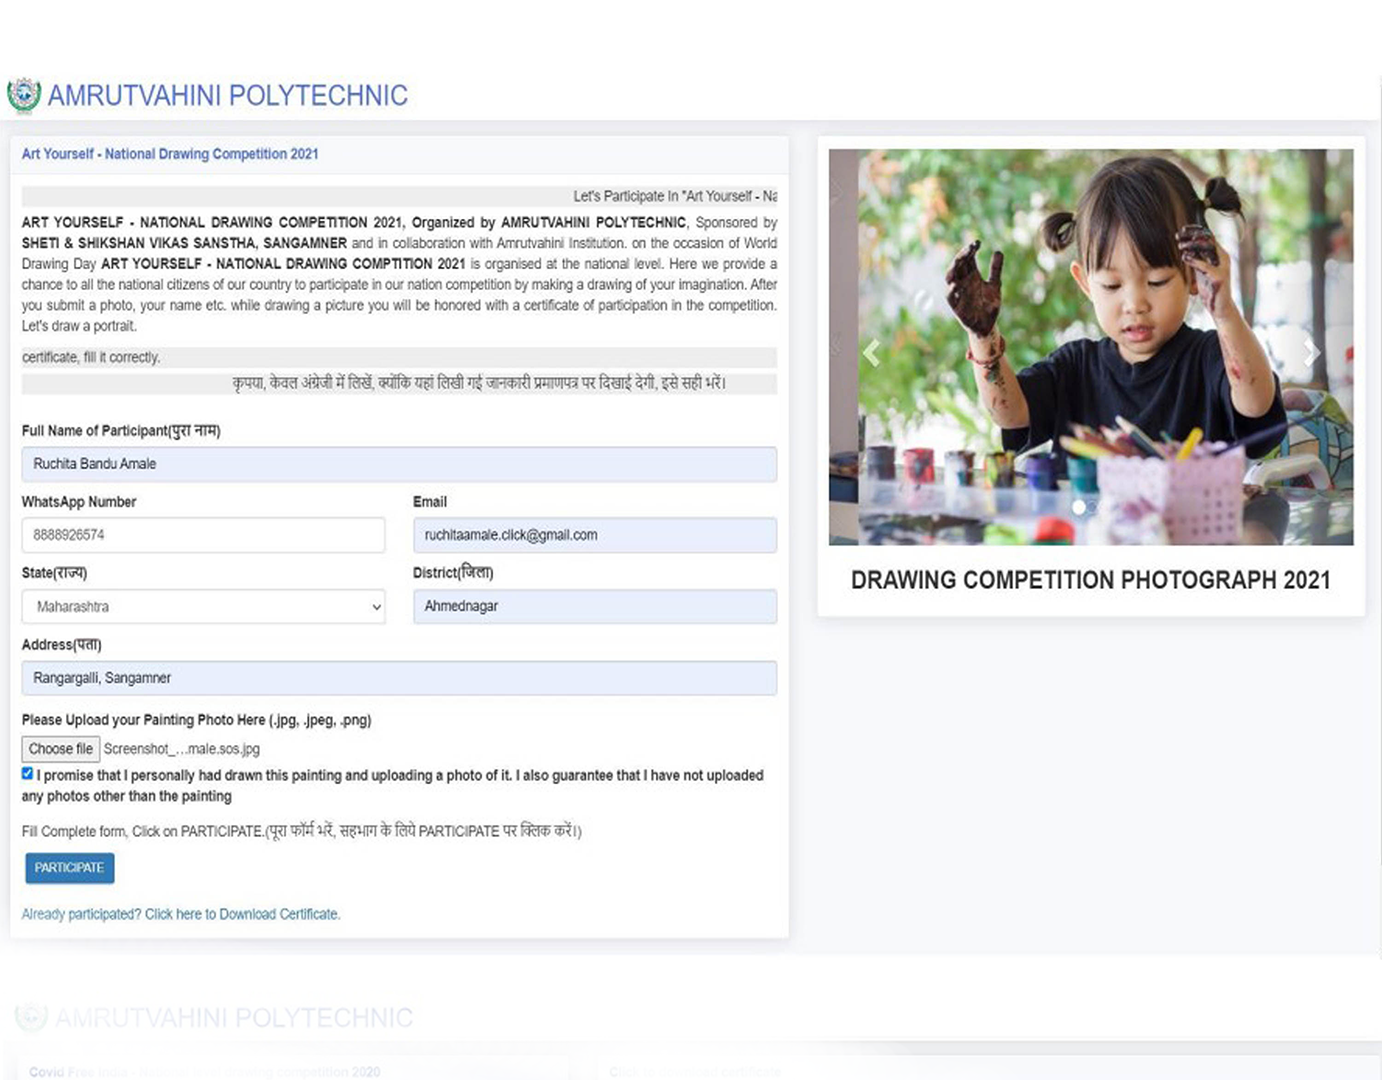 AMRUTVAHINI POLYTECHNIC
Art Yourself - National Drawing Competition 2021
Let's Participate In "Art Yourself - Na
ART YOURSELF - NATIONAL DRAWING COMPETITION 2021, Organized by AMRUTVAHINI POLYTECHNIC, Sponsored by
SHETI & SHIKSHAN VIKAS SANSTHA, SANGAMNER and in collaboration with Amrutvahini Institution. on the occasion of World
Drawing Day ART YOURSELF - NATIONAL DRAWING COMPTITION 2021 is organised at the national level. Here we provide a
chance to all the national citizens of our country to participate in our nation competition by making a drawing of your imagination. After
you submit a photo, your name etc. while drawing a picture you will be honored with a certificate of participation in the competition.
Let's draw a portrait.
certificate, fill it correctly.
कृपया, केवल अंग्रेजी में लिखें, क्योंकि यहां लिखी गई जानकारी प्रमाणपत्र पर दिखाई देगी, इसे सही भरें।
Full Name of Participant(पुरा नाम)
Ruchita Bandu Amale
WhatsApp Number
Email
8888926574
ruchitaamale.click@gmail.com
State(राज्य)
District(जिला)
Maharashtra
Ahmednagar
Address(पता)
Rangargalli, Sangamner
Please Upload your Painting Photo Here (.jpg, .jpeg, .png)
Choose file Screenshot_...male.sos.jpg
I promise that I personally had drawn this painting and uploading a photo of it. I also guarantee that I have not uploaded
any photos other than the painting
Fill Complete form, Click on PARTICIPATE.(पूरा फॉर्म भरें, सहभाग के लिये PARTICIPATE पर क्लिक करें।)
PARTICIPATE
Already participated? Click here to Download Certificate.
DRAWING COMPETITION PHOTOGRAPH 2021
AMRUTVAHINI POLYTECHNIC
Covid Free India - drawing competition 2020